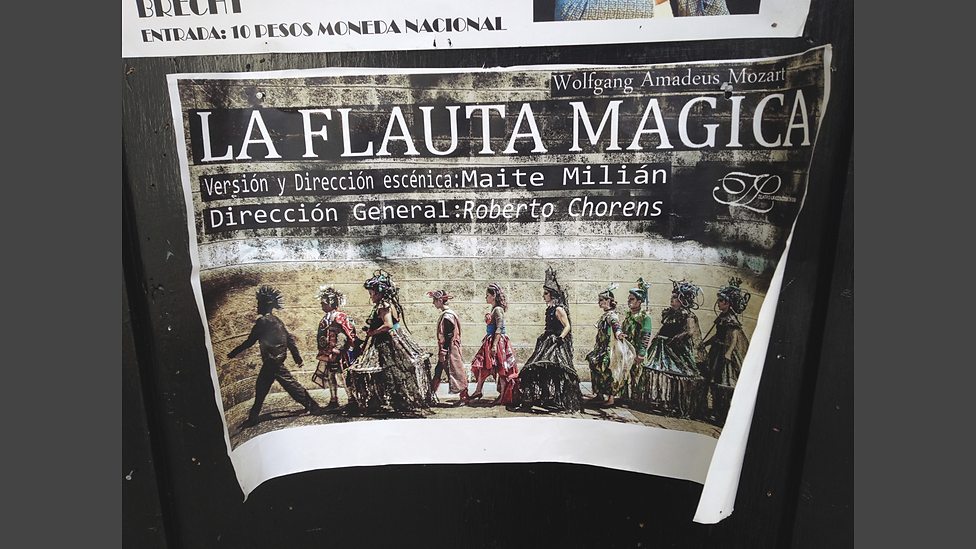 BRECHT
ENTRADA: 10 PESOS MONEDA NACIONAL
Wolfgang Amadeus Mozart
LA FLAUTA MAGICA
Versión y Dirección escénica:Maite Milián
Dirección General:Roberto Chorens